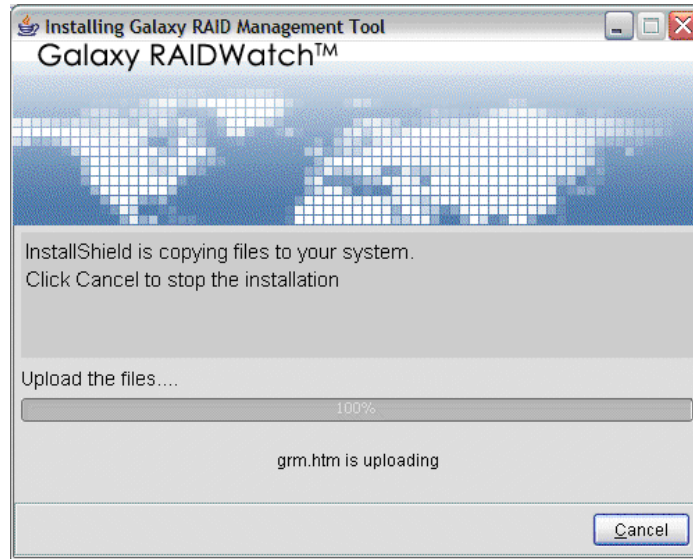 Installing Galaxy RAID Management Tool
Galaxy RAIDWatch™
InstallShield is copying files to your system.
Click Cancel to stop the installation
Upload the files....
100%
grm.htm is uploading
Cancel